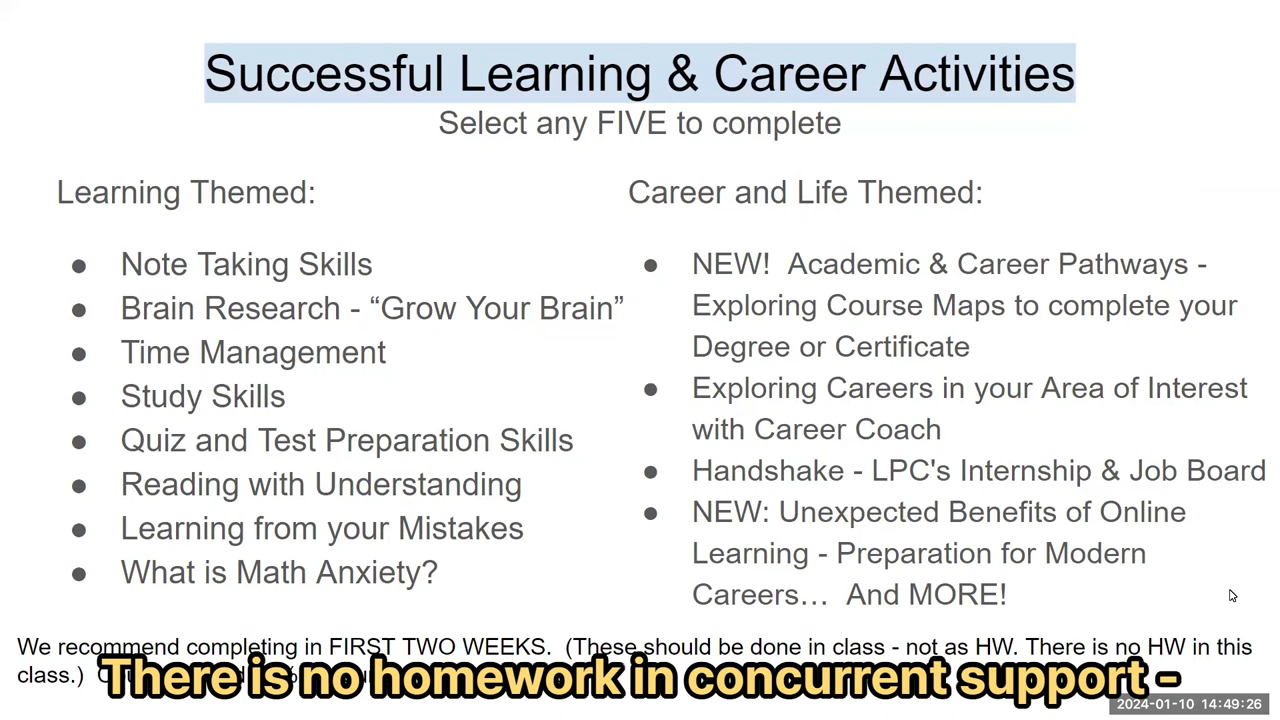 Successful Learning & Career Activities
Select any FIVE to complete
Learning Themed:
● Note Taking Skills
● Brain Research - “Grow Your Brain”
● Time Management
● Study Skills
● Quiz and Test Preparation Skills
● Reading with Understanding
● Learning from your Mistakes
● What is Math Anxiety?
Career and Life Themed:
● NEW!  Academic & Career Pathways -
Exploring Course Maps to complete your
Degree or Certificate
● Exploring Careers in your Area of Interest
with Career Coach
● Handshake - LPC's Internship & Job Board
● NEW: Unexpected Benefits of Online
Learning - Preparation for Modern
Careers…  And MORE!
We recommend completing in FIRST TWO WEEKS.  (These should be done in class - not as HW. There is no HW in this
class.)
There is no homework in concurrent support -
2024-01-10 14:49:26